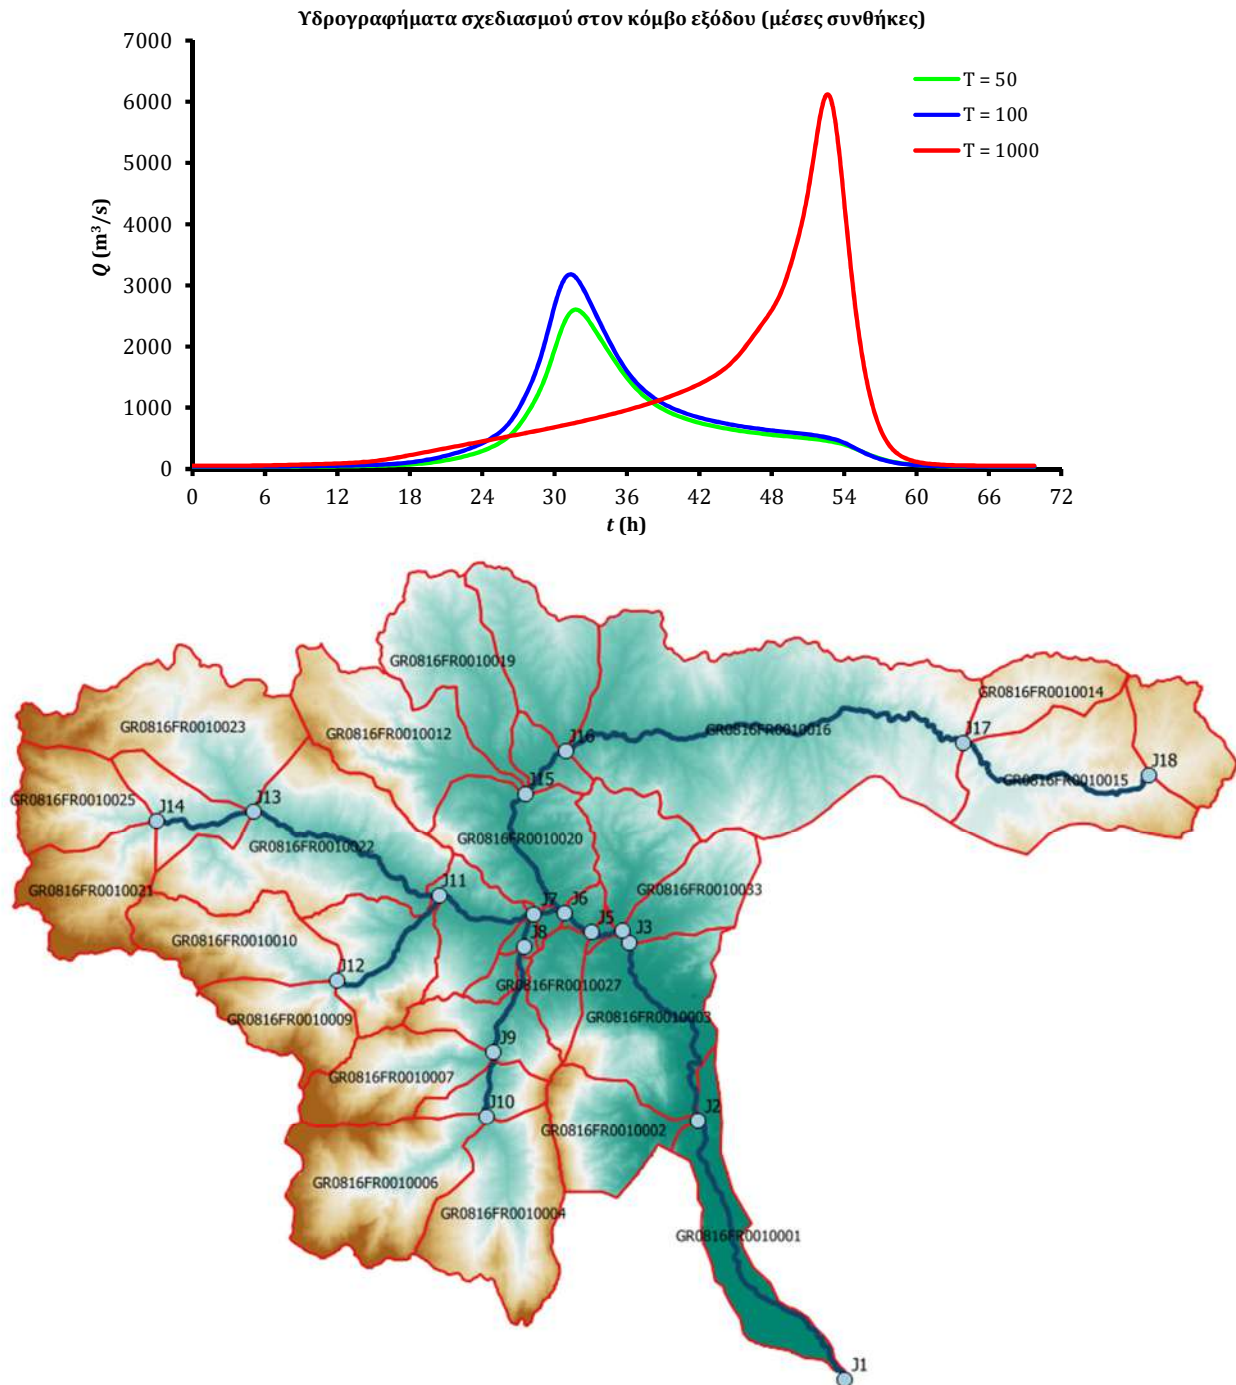 Υδρογραφήματα σχεδιασμού στον κόμβο εξόδου (μέσες συνθήκες)
7000
6000
5000
4000
3000
2000
1000
0
Q (m³/s)
T = 50
T = 100
T = 1000
0 6 12 18 24 30 36 42 48 54 60 66 72
t (h)
GR0816FR0010019
GR0816FR0010014
GR0816FR0010023
GR0816FR0010012
GR0816FR0010016
J16
J17
J15
J18
GR0816FR0010015
GR0816FR0010025
J14
J13
GR0816FR0010022
GR0816FR0010020
GR0816FR0010021
J11
GR0816FR0010033
J7
J6
J5
J3
J8
GR0816FR0010010
J12
GR0816FR0010027
GR0816FR0010009
GR0816FR0010003
J9
GR0816FR0010007
J10
J2
GR0816FR0010002
GR0816FR0010006
GR0816FR0010004
GR0816FR0010001
J1